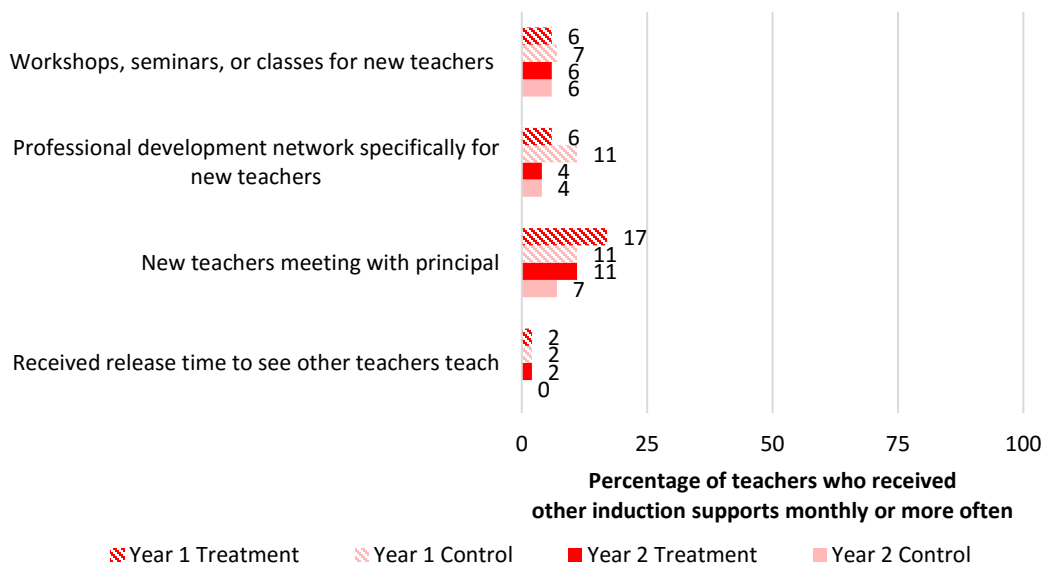 Workshops, seminars, or classes for new teachers
6
7
6
6
Professional development network specifically for
new teachers
6
11
4
4
New teachers meeting with principal
17
11
11
7
Received release time to see other teachers teach
2
2
2
0
0 25 50 75 100
Percentage of teachers who received
other induction supports monthly or more often
Year 1 Treatment Year 1 Control Year 2 Treatment Year 2 Control